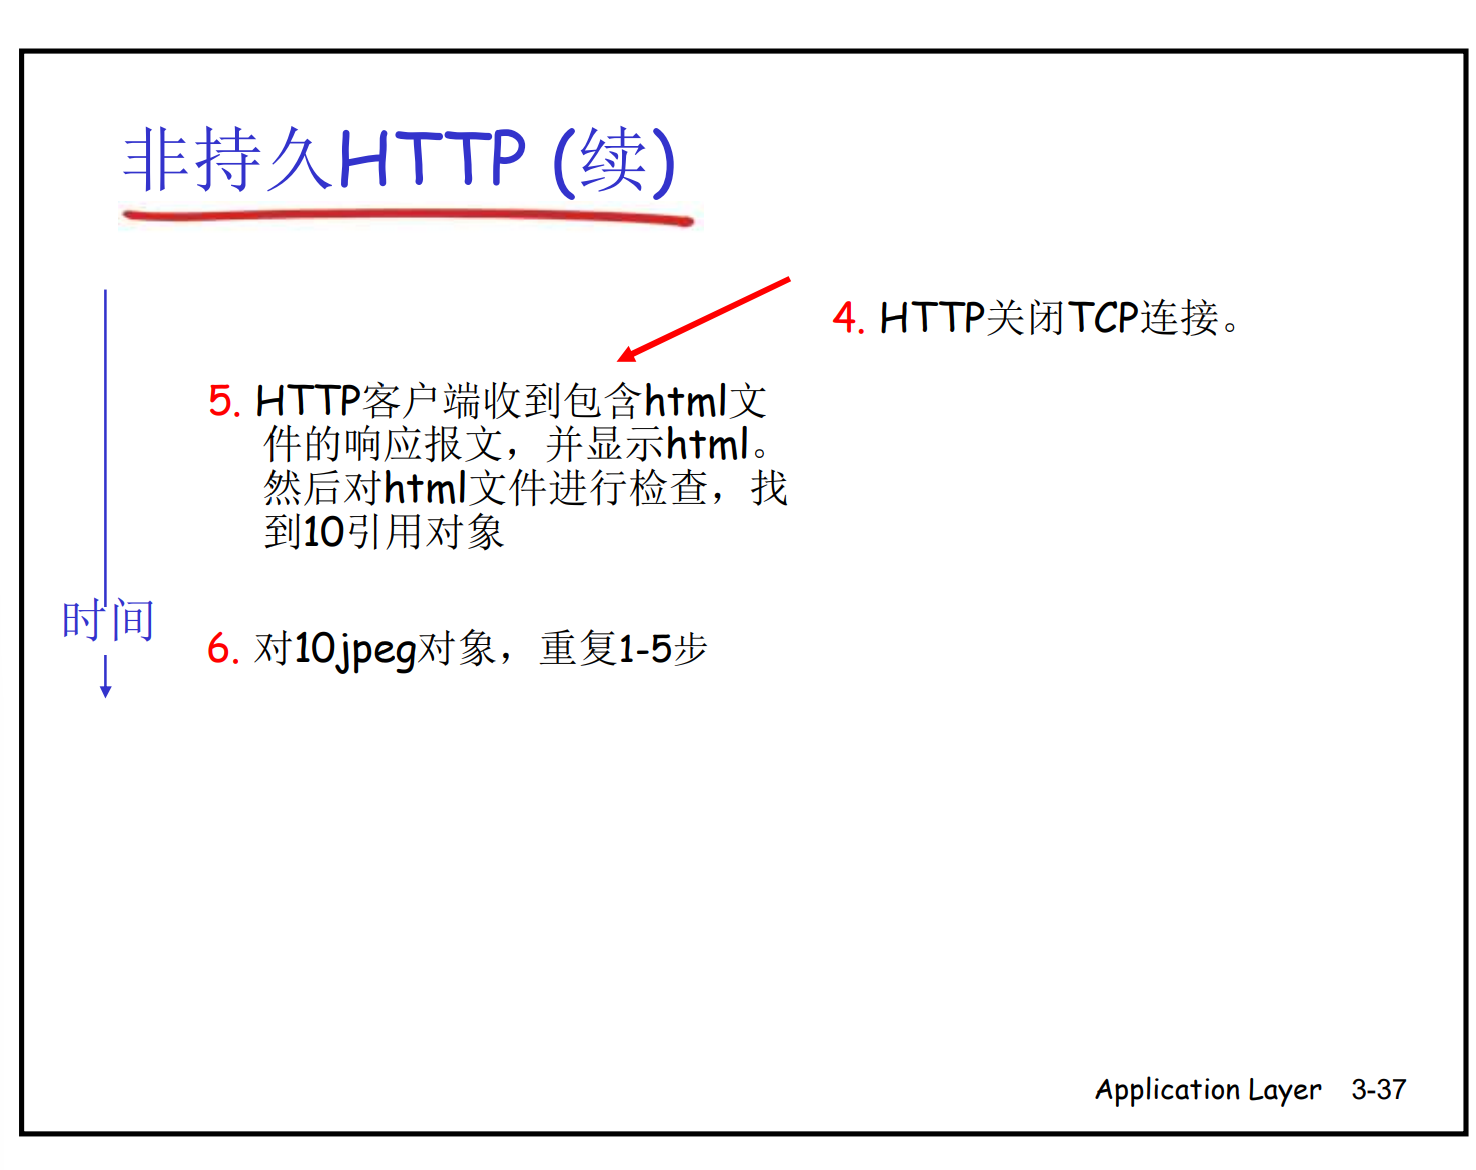 非持久HTTP (续)
4. HTTP关闭TCP连接。
5. HTTP客户端收到包含html文
件的响应报文，并显示html。
然后对html文件进行检查，找
到10引用对象
时间
6. 对10jpeg对象，重复1-5步
Application Layer 3-37